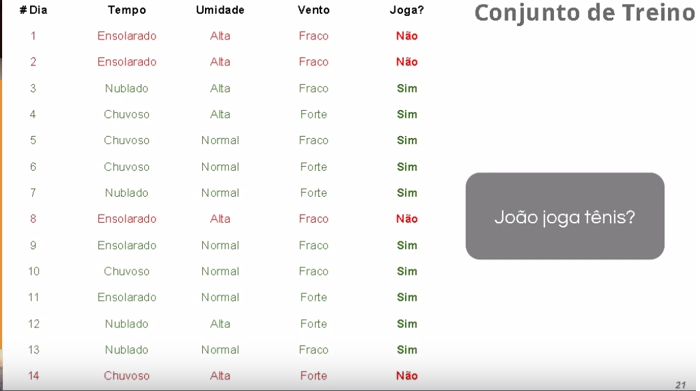 # Dia Tempo Umidade Vento Joga?
Conjunto de Treino
1 Ensolarado Alta Fraco Não
2 Ensolarado Alta Fraco Não
3 Nublado Alta Fraco Sim
4 Chuvoso Alta Forte Sim
5 Chuvoso Normal Fraco Sim
6 Chuvoso Normal Forte Sim
7 Nublado Normal Forte Sim
8 Ensolarado Alta Fraco Não
9 Ensolarado Normal Fraco Sim
10 Chuvoso Normal Fraco Sim
11 Ensolarado Normal Forte Sim
12 Nublado Alta Forte Sim
13 Nublado Normal Fraco Sim
14 Chuvoso Alta Forte Não
João joga tênis?
21